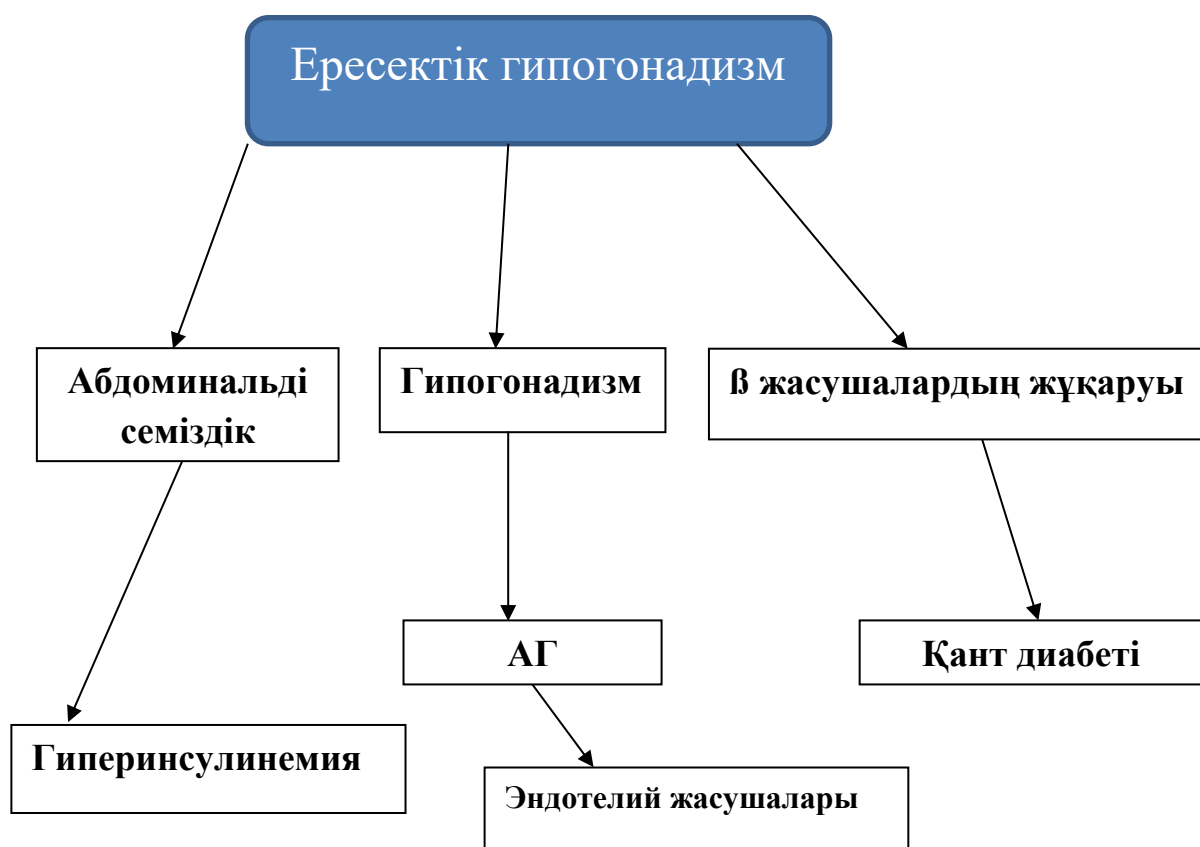 Ересектік гипогонадизм
Абдоминальді
семіздік
Гипогонадизм
ß жасушалардың жұқаруы
АГ
Қант диабеті
Гиперинсулинемия
Эндотелий жасушалары